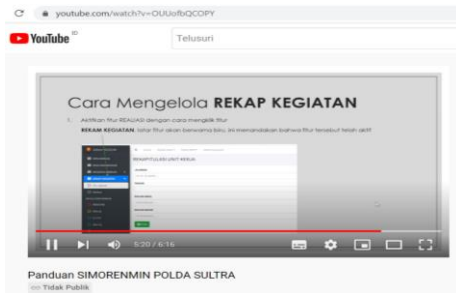 youtube.com/watch?v=OUUofbQCOPY
YouTube ID
Telusuri
Cara Mengelola REKAP KEGIATAN
1. Aktifkan fitur REALIASI dengan cara mengklik fitur
REKAM KEGIATAN, latar fitur akan berwarna biru, ini menandakan bahwa fitur tersebut telah aktif
REKAPITULASI UNIT KERJA
5:20 / 6:16
Panduan SIMORENMIN POLDA SULTRA
Tidak Publik